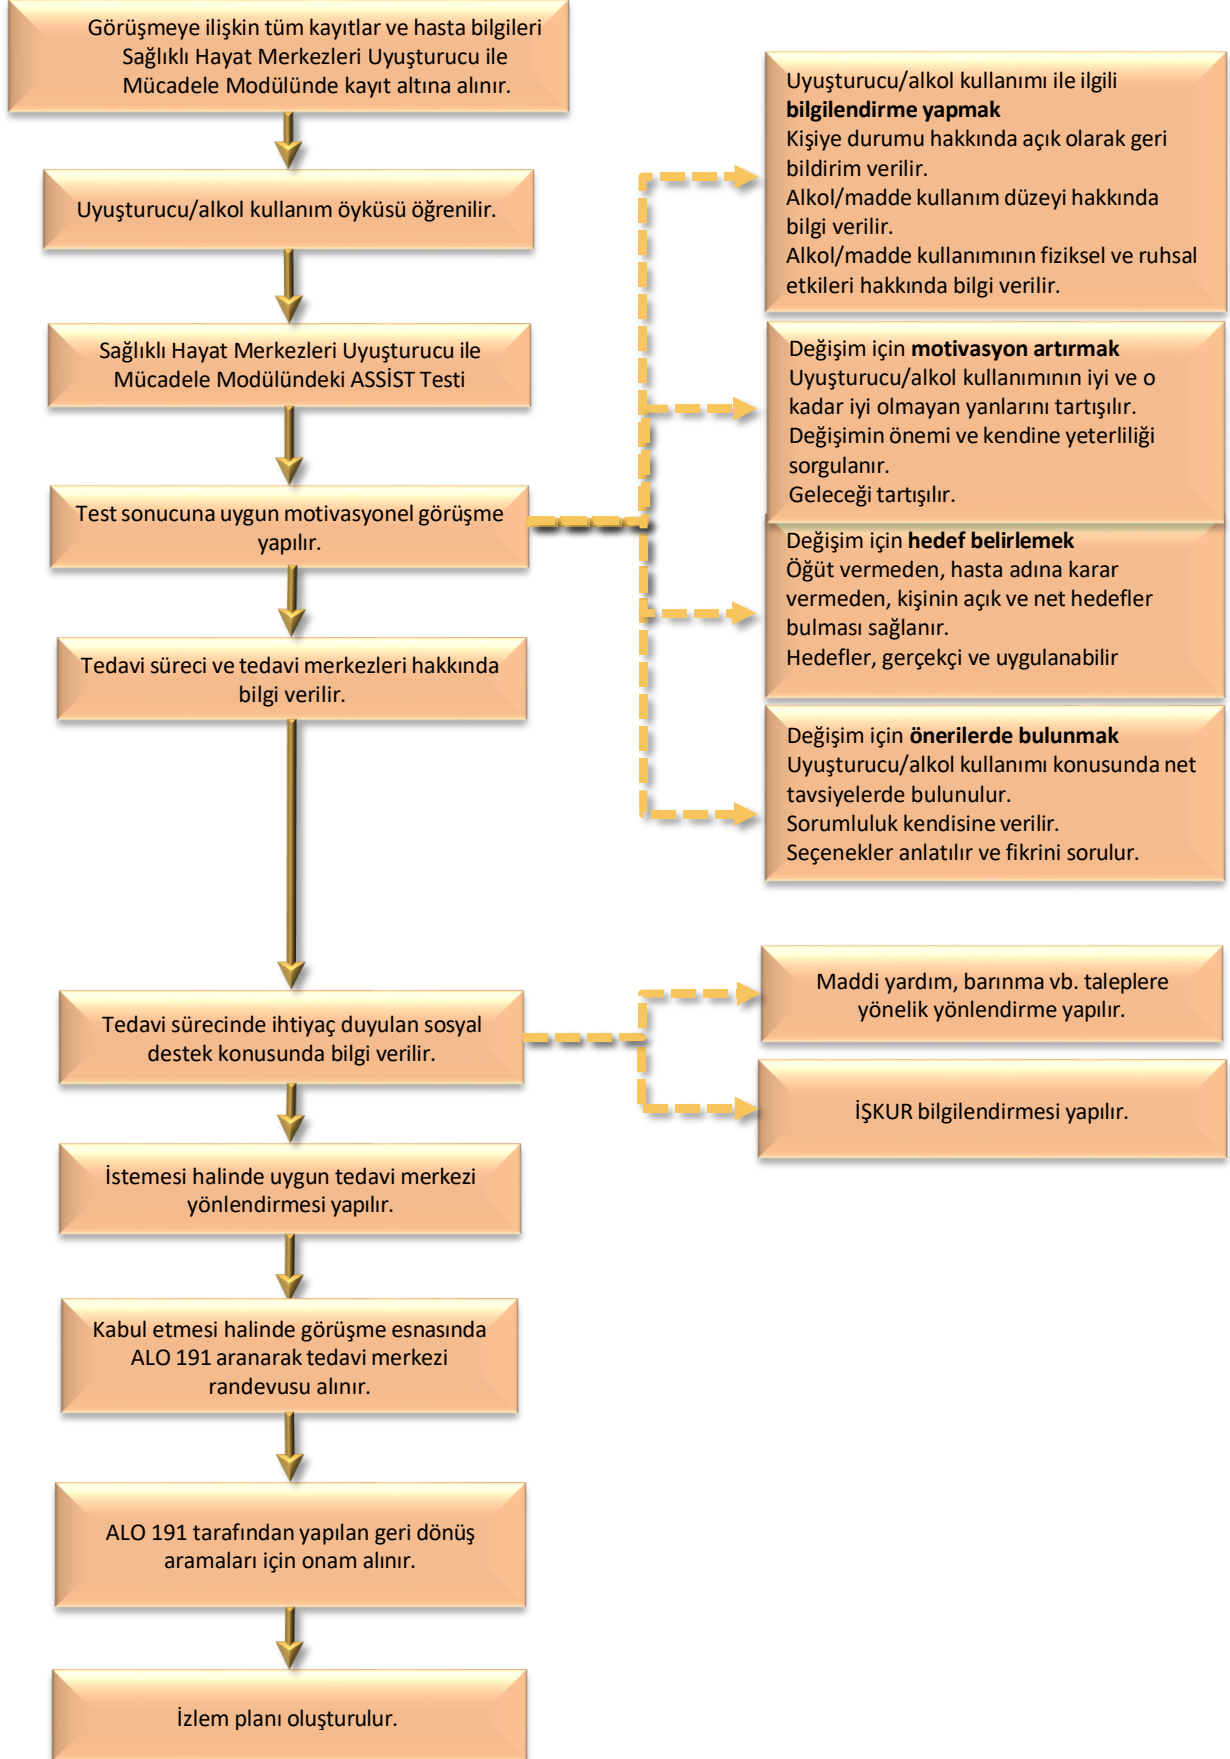 Görüşmeye ilişkin tüm kayıtlar ve hasta bilgileri
Sağlıklı Hayat Merkezleri Uyuşturucu ile
Mücadele Modülünde kayıt altına alınır.
Uyuşturucu/alkol kullanım öyküsü öğrenilir.
Sağlıklı Hayat Merkezleri Uyuşturucu ile
Mücadele Modülündeki ASSİST Testi
Test sonucuna uygun motivasyonel görüşme
yapılır.
Uyuşturucu/alkol kullanımı ile ilgili
bilgilendirme yapmak
Kişiye durumu hakkında açık olarak geri
bildirim verilir.
Alkol/madde kullanım düzeyi hakkında
bilgi verilir.
Alkol/madde kullanımının fiziksel ve ruhsal
etkileri hakkında bilgi verilir.
Değişim için motivasyon artırmak
Uyuşturucu/alkol kullanımının iyi ve o
kadar iyi olmayan yanlarını tartışılır.
Değişimin önemi ve kendine yeterliliği
sorgulanır.
Geleceği tartışılır.
Değişim için hedef belirlemek
Öğüt vermeden, hasta adına karar
vermeden, kişinin açık ve net hedefler
bulması sağlanır.
Hedefler, gerçekçi ve uygulanabilir
Değişim için önerilerde bulunmak
Uyuşturucu/alkol kullanımı konusunda net
tavsiyelerde bulunulur.
Sorumluluk kendisine verilir.
Seçenekler anlatılır ve fikrini sorulur.
Tedavi süreci ve tedavi merkezleri hakkında
bilgi verilir.
Tedavi sürecinde ihtiyaç duyulan sosyal
destek konusunda bilgi verilir.
Maddi yardım, barınma vb. taleplere
yönelik yönlendirme yapılır.
İŞKUR bilgilendirmesi yapılır.
İstemesi halinde uygun tedavi merkezi
yönlendirmesi yapılır.
Kabul etmesi halinde görüşme esnasında
ALO 191 aranarak tedavi merkezi
randevusu alınır.
ALO 191 tarafından yapılan geri dönüş
aramaları için onam alınır.
İzlem planı oluşturulur.